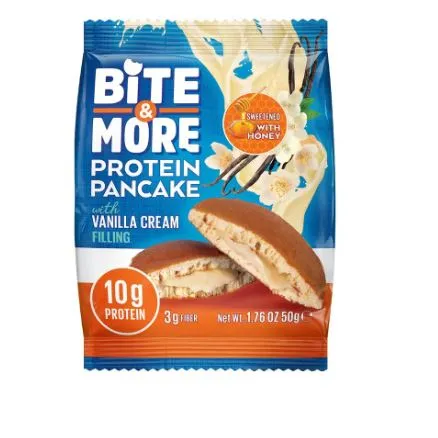 BiTE
&
MORE
PROTEIN
PANCAKE
with
VANILLA CREAM
FILLING
SWEETENED
WITH
HONEY
10g
PROTEIN
3g FIBER
NET WT. 1.76 OZ 50g ℮